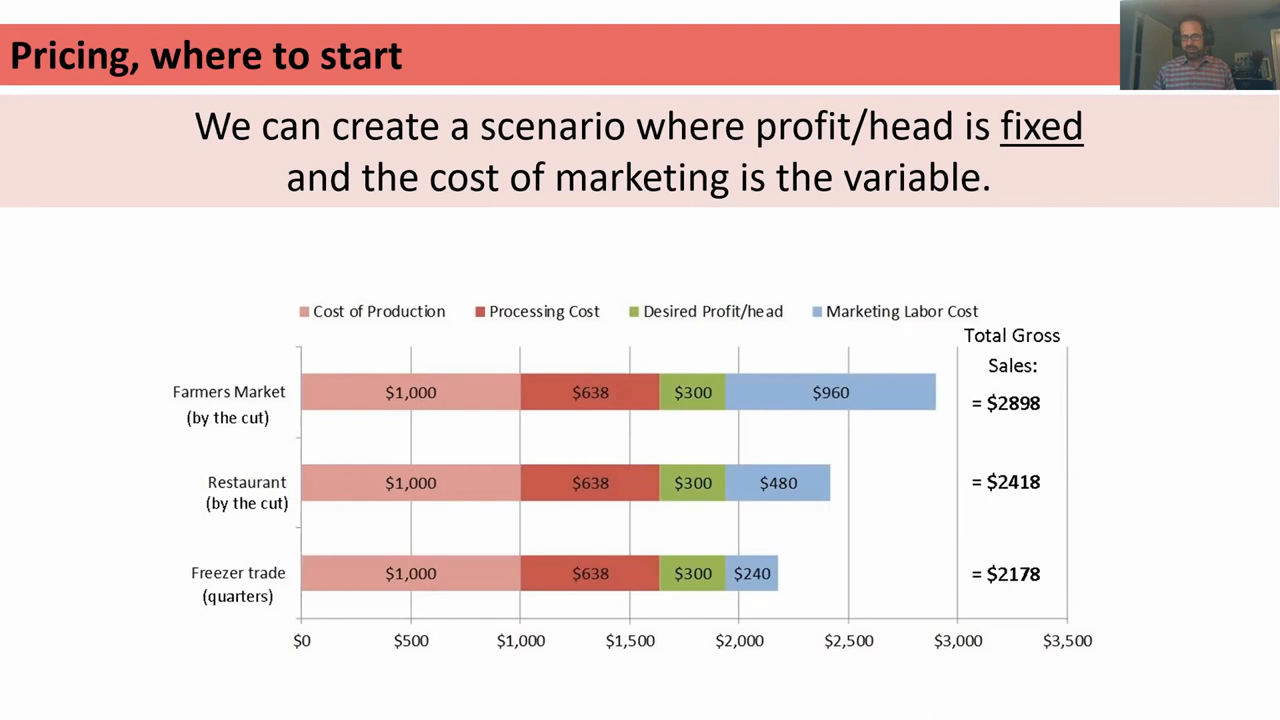 Pricing, where to start
We can create a scenario where profit/head is fixed
and the cost of marketing is the variable.
Cost of Production Processing Cost Desired Profit/head Marketing Labor Cost
Total Gross
Sales:
Farmers Market $1,000 $638 $300 $960 = $2898
(by the cut)
Restaurant $1,000 $638 $300 $480 = $2418
(by the cut)
Freezer trade $1,000 $638 $300 $240 = $2178
(quarters)
$0 $500 $1,000 $1,500 $2,000 $2,500 $3,000 $3,500